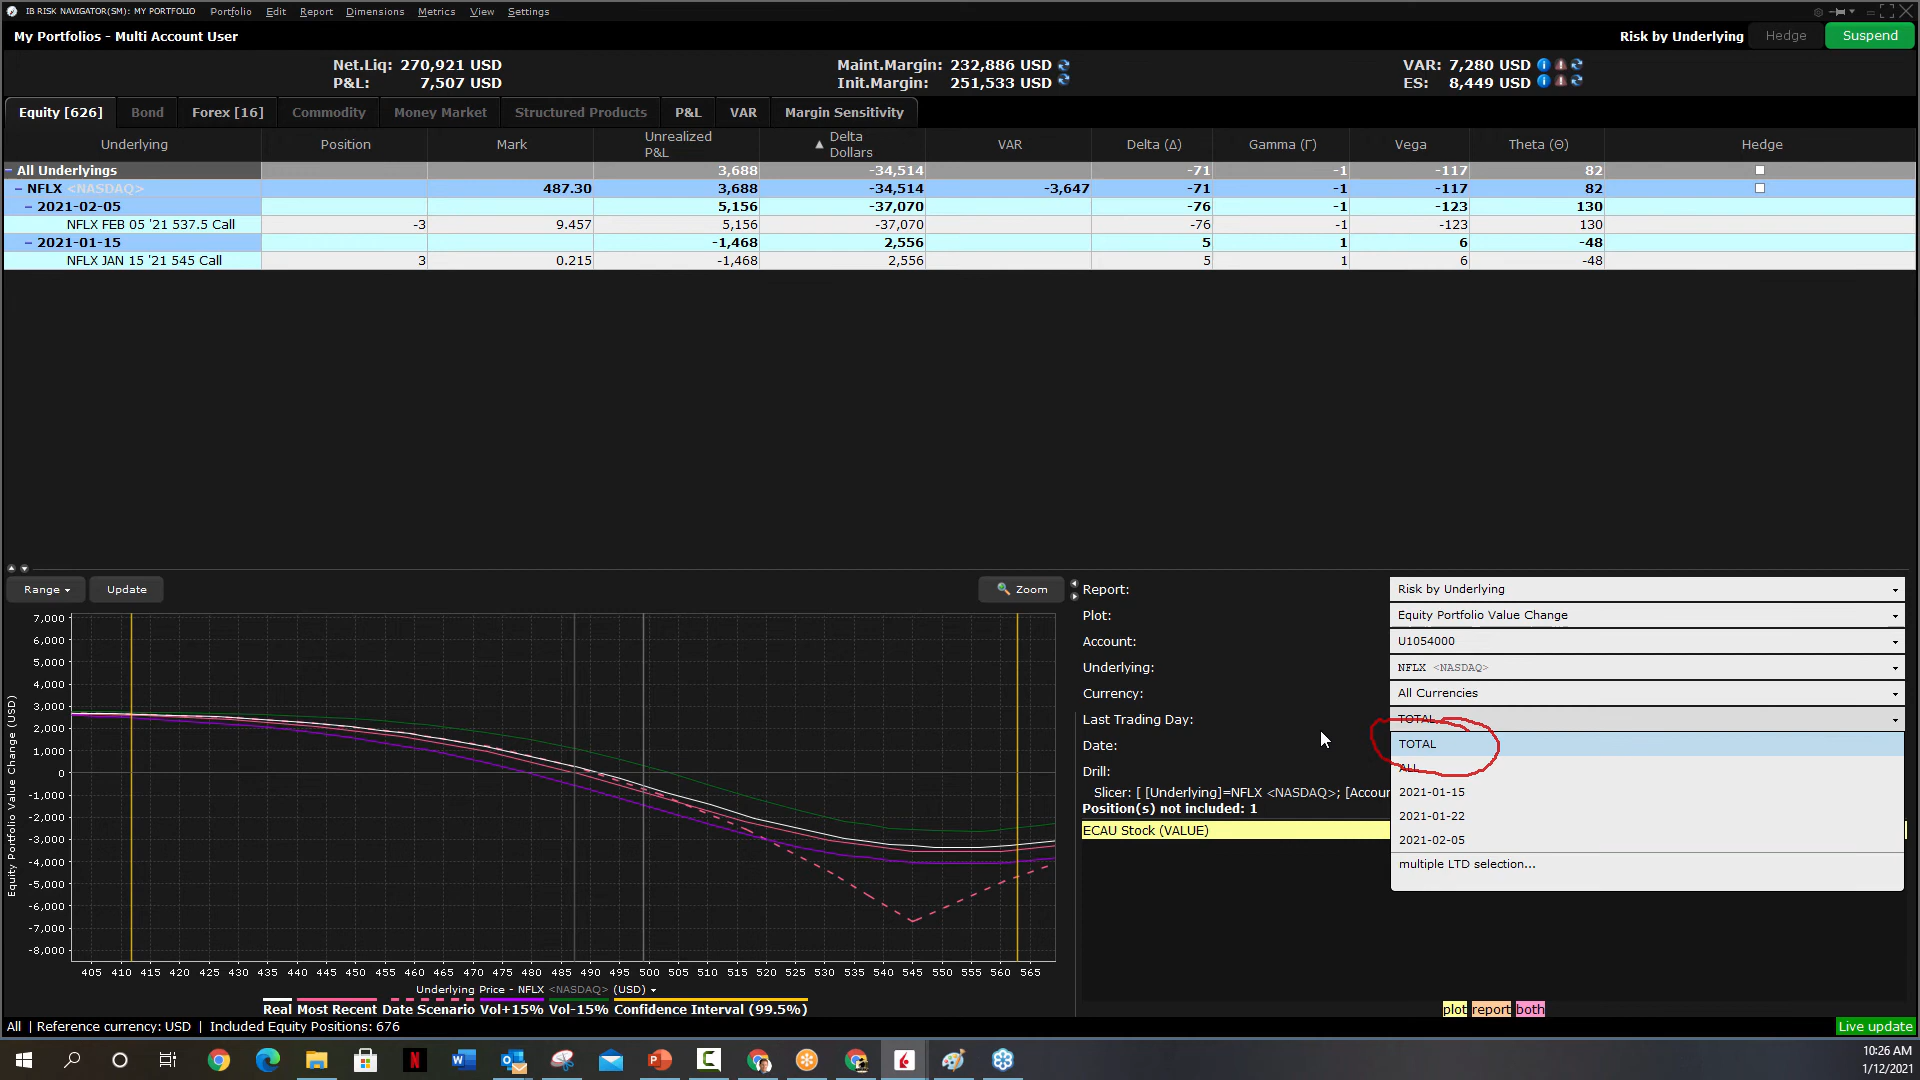 IB RISK NAVIGATOR(SM): MY PORTFOLIO Portfolio Edit Report Dimensions Metrics View Settings
My Portfolios - Multi Account User Risk by Underlying Hedge Suspend
Net.Liq: 270,921 USD Maint.Margin: 232,886 USD VAR: 7,280 USD
P&L: 7,507 USD Init.Margin: 251,533 USD ES: 8,449 USD
Equity [626] Bond Forex [16] Commodity Money Market Structured Products P&L VAR Margin Sensitivity
Underlying Position Mark Unrealized P&L Delta Dollars VAR Delta (Δ) Gamma (Γ) Vega Theta (Θ) Hedge
All Underlyings 3,688 -34,514 -71 -1 -117 82
NFLX <NASDAQ> 487.30 3,688 -34,514 -3,647 -71 -1 -117 82
2021-02-05 5,156 -37,070 -76 -1 -123 130
NFLX FEB 05 '21 537.5 Call -3 9.457 5,156 -37,070 -76 -1 -123 130
2021-01-15 -1,468 2,556 5 1 6 -48
NFLX JAN 15 '21 545 Call 3 0.215 -1,468 2,556 5 1 6 -48
Range Update Zoom
7,000
6,000
5,000
4,000
3,000
2,000
1,000
0
-1,000
-2,000
-3,000
-4,000
-5,000
-6,000
-7,000
-8,000
Equity Portfolio Value Change (USD)
405 410 415 420 425 430 435 440 445 450 455 460 465 470 475 480 485 490 495 500 505 510 515 520 525 530 535 540 545 550 555 560 565
Underlying Price - NFLX <NASDAQ> (USD)
Real Most Recent Date Scenario Vol+15% Vol-15% Confidence Interval (99.5%)
Report: Risk by Underlying
Plot: Equity Portfolio Value Change
Account: U1054000
Underlying: NFLX <NASDAQ>
Currency: All Currencies
Last Trading Day: TOTAL
Date: TOTAL
Drill: ALL
Slicer: [ [Underlying]=NFLX <NASDAQ>; [Accou
2021-01-15
Position(s) not included: 1
2021-01-22
ECAU Stock (VALUE)
2021-02-05
multiple LTD selection...
plot report both
All | Reference currency: USD | Included Equity Positions: 676 Live update
10:26 AM
1/12/2021